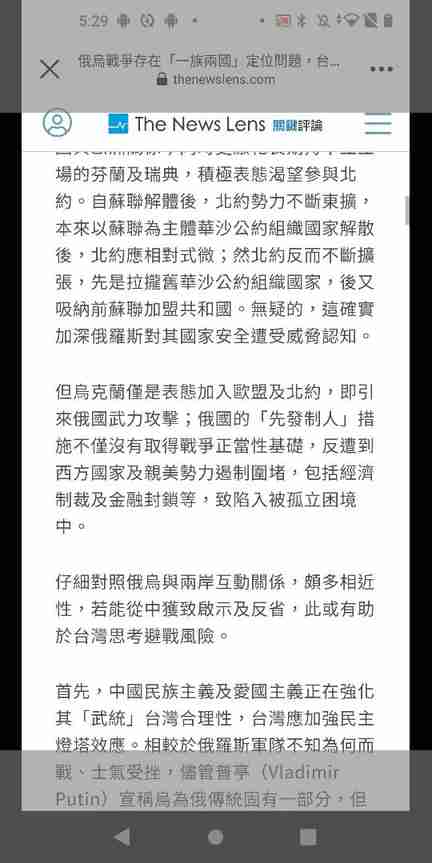 5:29
俄烏戰爭存在「一族兩國」定位問題，台...
thenewslens.com
The News Lens 關鍵評論
場的芬蘭及瑞典，積極表態渴望參與北
約。自蘇聯解體後，北約勢力不斷東擴，
本來以蘇聯為主體華沙公約組織國家解散
後，北約應相對式微；然北約反而不斷擴
張，先是拉攏舊華沙公約組織國家，後又
吸納前蘇聯加盟共和國。無疑的，這確實
加深俄羅斯對其國家安全遭受威脅認知。
但烏克蘭僅是表態加入歐盟及北約，即引
來俄國武力攻擊；俄國的「先發制人」措
施不僅沒有取得戰爭正當性基礎，反遭到
西方國家及親美勢力遏制圍堵，包括經濟
制裁及金融封鎖等，致陷入被孤立困境
中。
仔細對照俄烏與兩岸互動關係，頗多相近
性，若能從中獲致啟示及反省，此或有助
於台灣思考避戰風險。
首先，中國民族主義及愛國主義正在強化
其「武統」台灣合理性，台灣應加強民主
燈塔效應。相較於俄羅斯軍隊不知為何而
戰、士氣受挫，儘管普亭（Vladimir
Putin）宣稱烏為俄傳統固有一部分，但